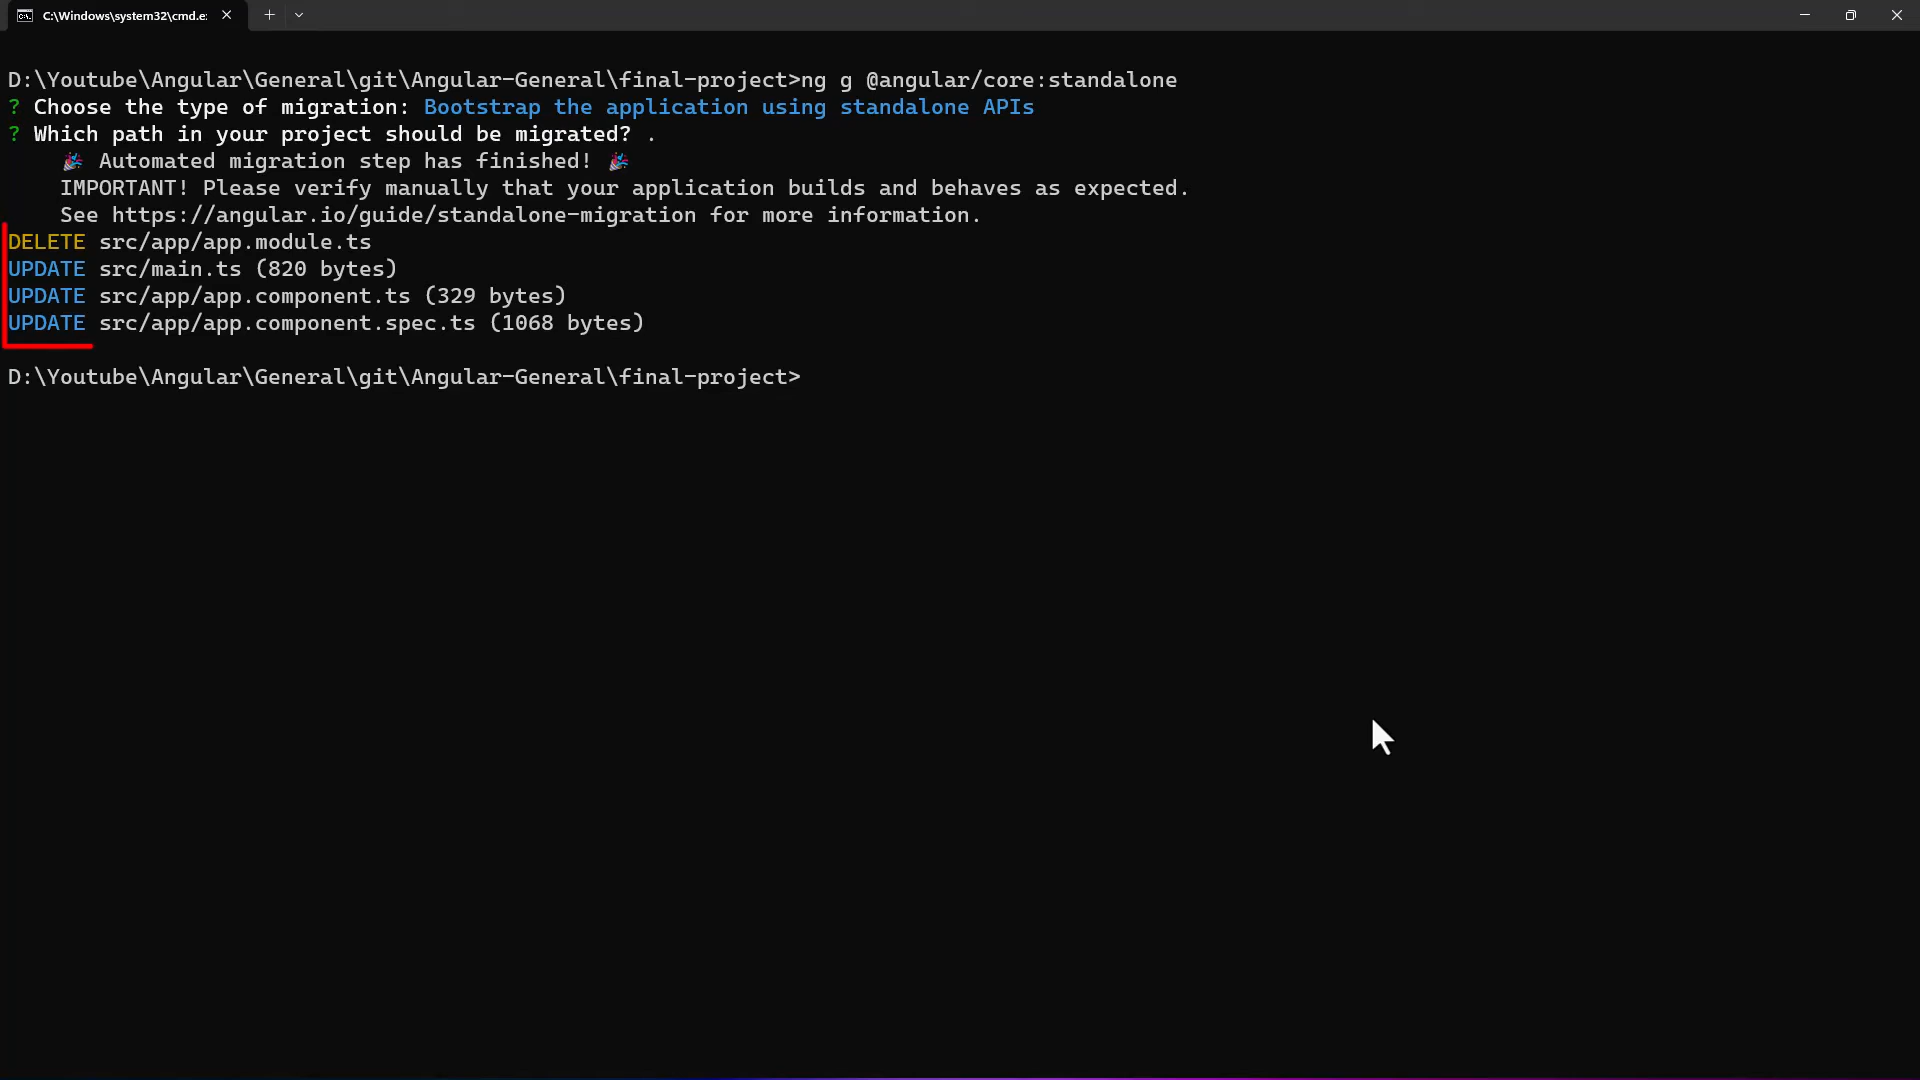 C:\Windows\system32\cmd.e:
D:\Youtube\Angular\General\git\Angular-General\final-project>ng g @angular/core:standalone
? Choose the type of migration: Bootstrap the application using standalone APIs
? Which path in your project should be migrated? .
🎉 Automated migration step has finished! 🎉
IMPORTANT! Please verify manually that your application builds and behaves as expected.
See https://angular.io/guide/standalone-migration for more information.
DELETE src/app/app.module.ts
UPDATE src/main.ts (820 bytes)
UPDATE src/app/app.component.ts (329 bytes)
UPDATE src/app/app.component.spec.ts (1068 bytes)
D:\Youtube\Angular\General\git\Angular-General\final-project>